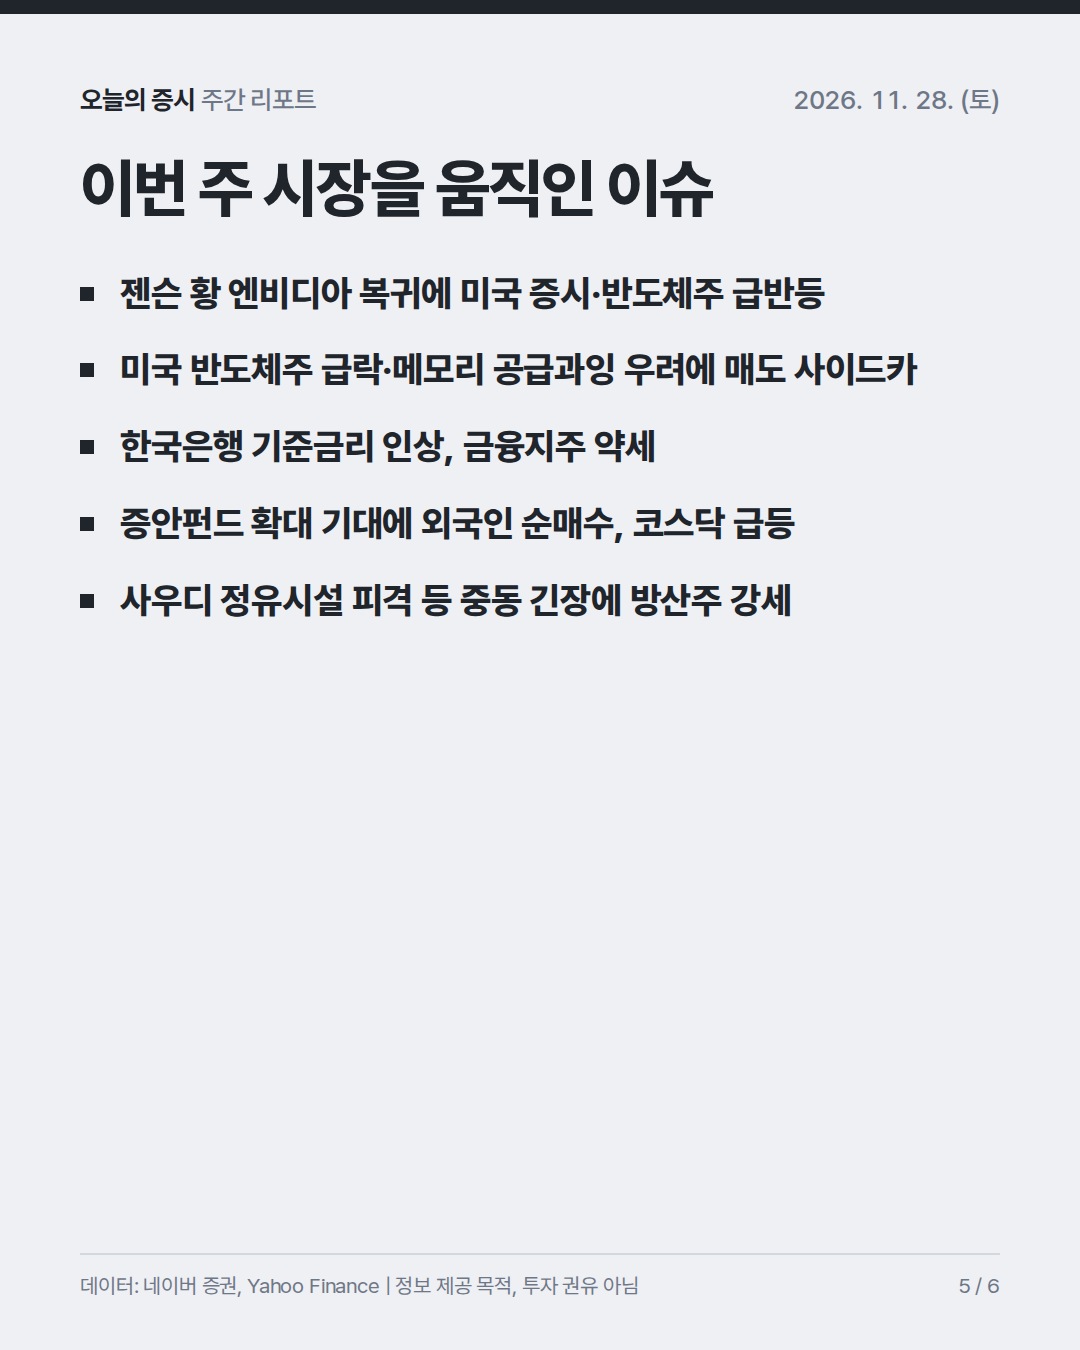 오늘의 증시 주간 리포트
2026. 11. 28. (토)
이번 주 시장을 움직인 이슈
젠슨 황 엔비디아 복귀에 미국 증시·반도체주 급반등
미국 반도체주 급락·메모리 공급과잉 우려에 매도 사이드카
한국은행 기준금리 인상, 금융지주 약세
증안펀드 확대 기대에 외국인 순매수, 코스닥 급등
사우디 정유시설 피격 등 중동 긴장에 방산주 강세
데이터: 네이버 증권, Yahoo Finance | 정보 제공 목적, 투자 권유 아님
5 / 6